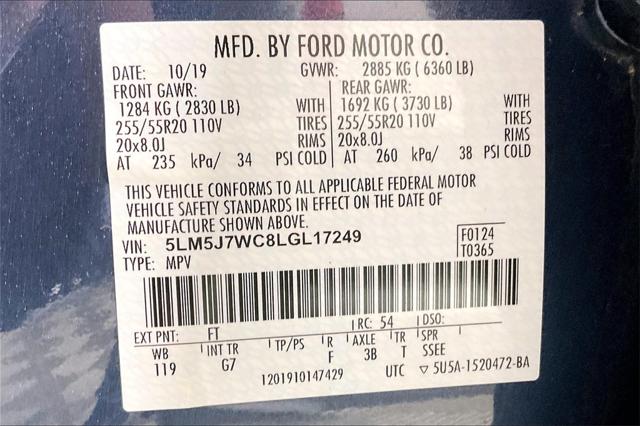 MFD. BY FORD MOTOR CO.
DATE: 10/19 GVWR: 2885 KG ( 6360 LB)
FRONT GAWR: REAR GAWR:
1284 KG ( 2830 LB) WITH 1692 KG ( 3730 LB) WITH
255/55R20 110V TIRES 255/55R20 110V TIRES
20x8.0J RIMS 20x8.0J RIMS
AT 235 kPa/ 34 PSI COLD AT 260 kPa/ 38 PSI COLD
THIS VEHICLE CONFORMS TO ALL APPLICABLE FEDERAL MOTOR
VEHICLE SAFETY STANDARDS IN EFFECT ON THE DATE OF
MANUFACTURE SHOWN ABOVE.
VIN: 5LM5J7WC8LGL17249 F0124
TYPE: MPV T0365
EXT PNT: FT RC: 54 DSO:
WB INT TR TP/PS R AXLE TR SPR
119 G7 F 3B T SSEE
1201910147429 UTC ▽ 5U5A-1520472-BA